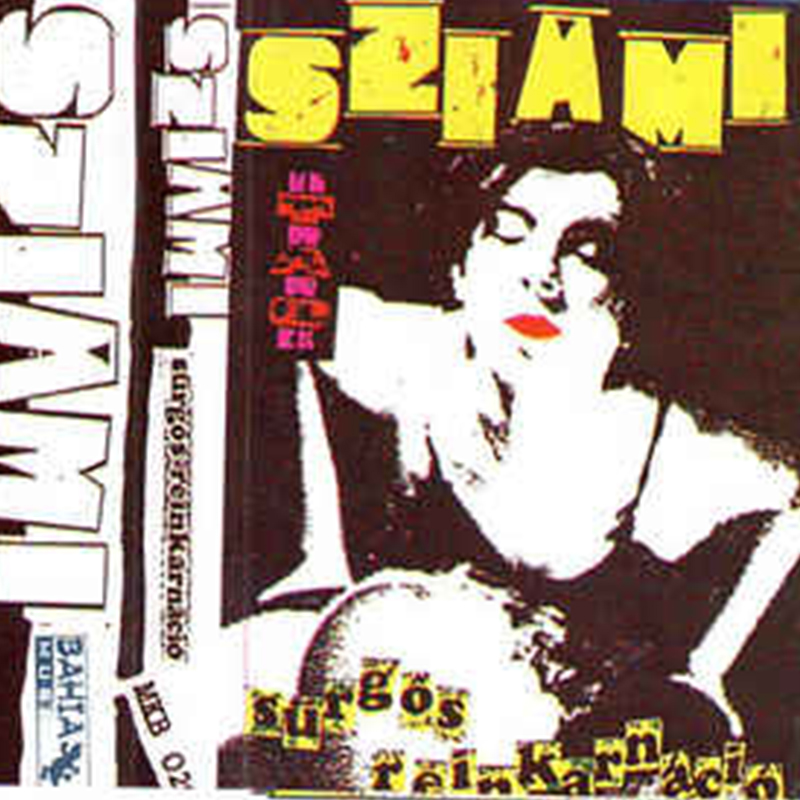 SZIAMI
SZIAMI
sürgős reinkarnáció
BAHIA
MKB 02
SZIAMI
sürgős
reinkarnáció